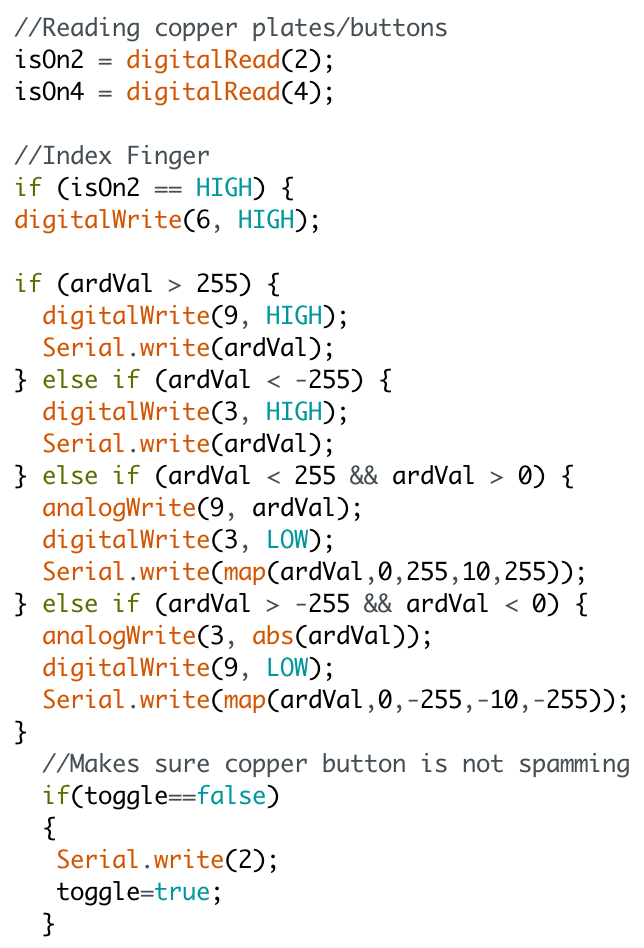 //Reading copper plates/buttons
isOn2 = digitalRead(2);
isOn4 = digitalRead(4);

//Index Finger
if (isOn2 == HIGH) {
digitalWrite(6, HIGH);

if (ardVal > 255) {
  digitalWrite(9, HIGH);
  Serial.write(ardVal);
} else if (ardVal < -255) {
  digitalWrite(3, HIGH);
  Serial.write(ardVal);
} else if (ardVal < 255 && ardVal > 0) {
  analogWrite(9, ardVal);
  digitalWrite(3, LOW);
  Serial.write(map(ardVal,0,255,10,255));
} else if (ardVal > -255 && ardVal < 0) {
  analogWrite(3, abs(ardVal));
  digitalWrite(9, LOW);
  Serial.write(map(ardVal,0,-255,-10,-255));
}
  //Makes sure copper button is not spamming
  if(toggle==false)
  {
   Serial.write(2);
   toggle=true;
  }